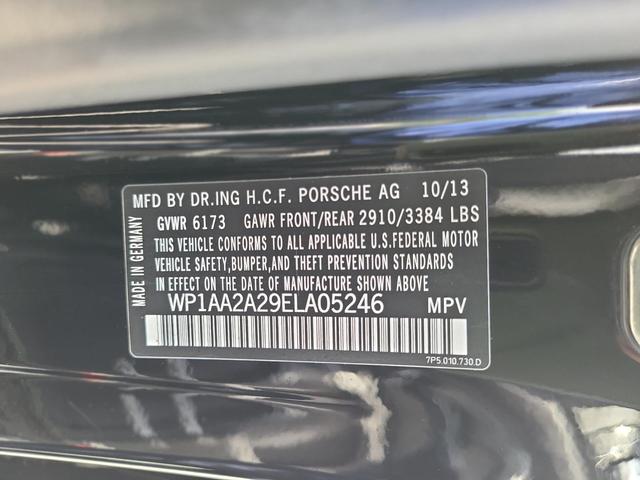 MFD BY DR.ING H.C.F. PORSCHE AG 10/13
GVWR 6173 GAWR FRONT/REAR 2910/3384 LBS
THIS VEHICLE CONFORMS TO ALL APPLICABLE U.S.FEDERAL MOTOR
VEHICLE SAFETY,BUMPER,AND THEFT PREVENTION STANDARDS
IN EFFECT ON THE DATE OF MANUFACTURE SHOWN ABOVE
WP1AA2A29ELA05246 MPV
7P5.010.730.D
MADE IN GERMANY